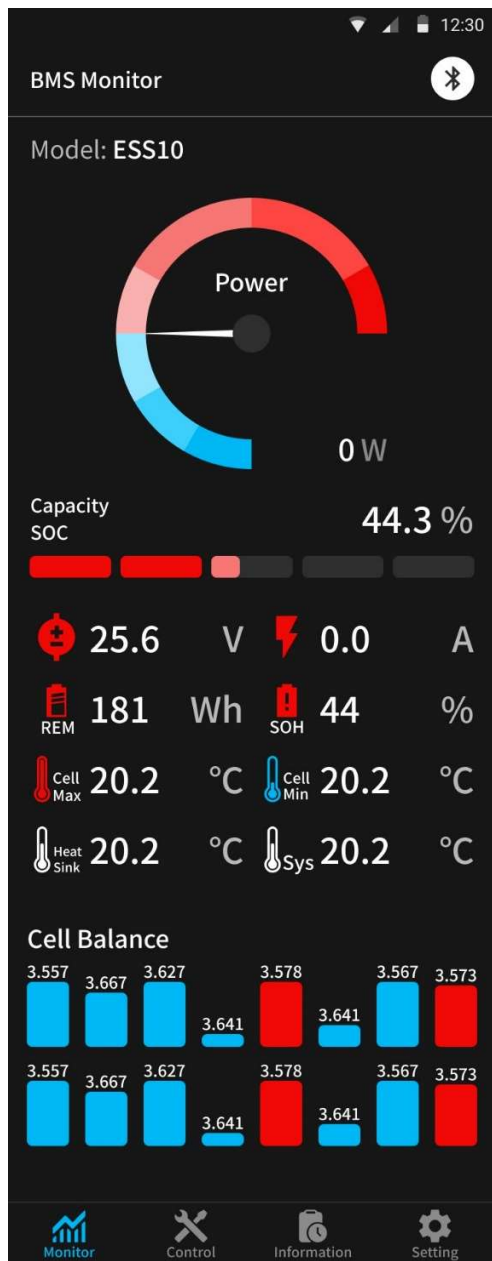 12:30
BMS Monitor
Model: ESS10
Power
0 W
Capacity
SOC
44.3 %
25.6 V 0.0 A
REM 181 Wh SOH 44 %
Cell Max 20.2 °C Cell Min 20.2 °C
Heat Sink 20.2 °C Sys 20.2 °C
Cell Balance
3.557 3.667 3.627 3.641 3.578 3.641 3.567 3.573
3.557 3.667 3.627 3.641 3.578 3.641 3.567 3.573
Monitor Control Information Setting